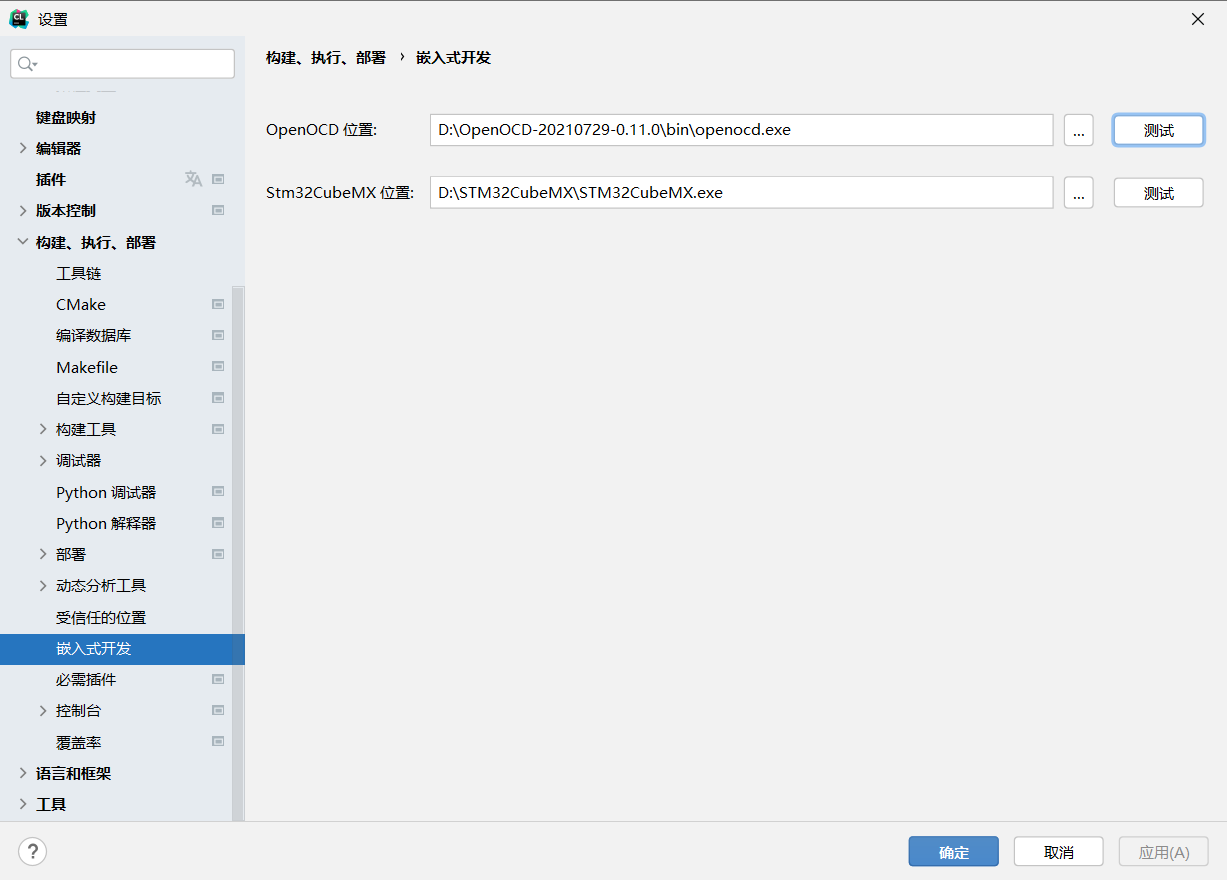 设置
构建、执行、部署 › 嵌入式开发
键盘映射
编辑器
插件
版本控制
构建、执行、部署
工具链
CMake
编译数据库
Makefile
自定义构建目标
构建工具
调试器
Python 调试器
Python 解释器
部署
动态分析工具
受信任的位置
嵌入式开发
必需插件
控制台
覆盖率
语言和框架
工具
OpenOCD 位置: D:\OpenOCD-20210729-0.11.0\bin\openocd.exe ... 测试
Stm32CubeMX 位置: D:\STM32CubeMX\STM32CubeMX.exe ... 测试
? 确定 取消 应用(A)